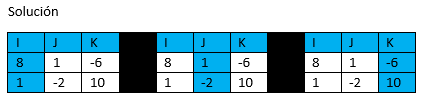 Solución
I J K I J K I J K
8 1 -6 8 1 -6 8 1 -6
1 -2 10 1 -2 10 1 -2 10